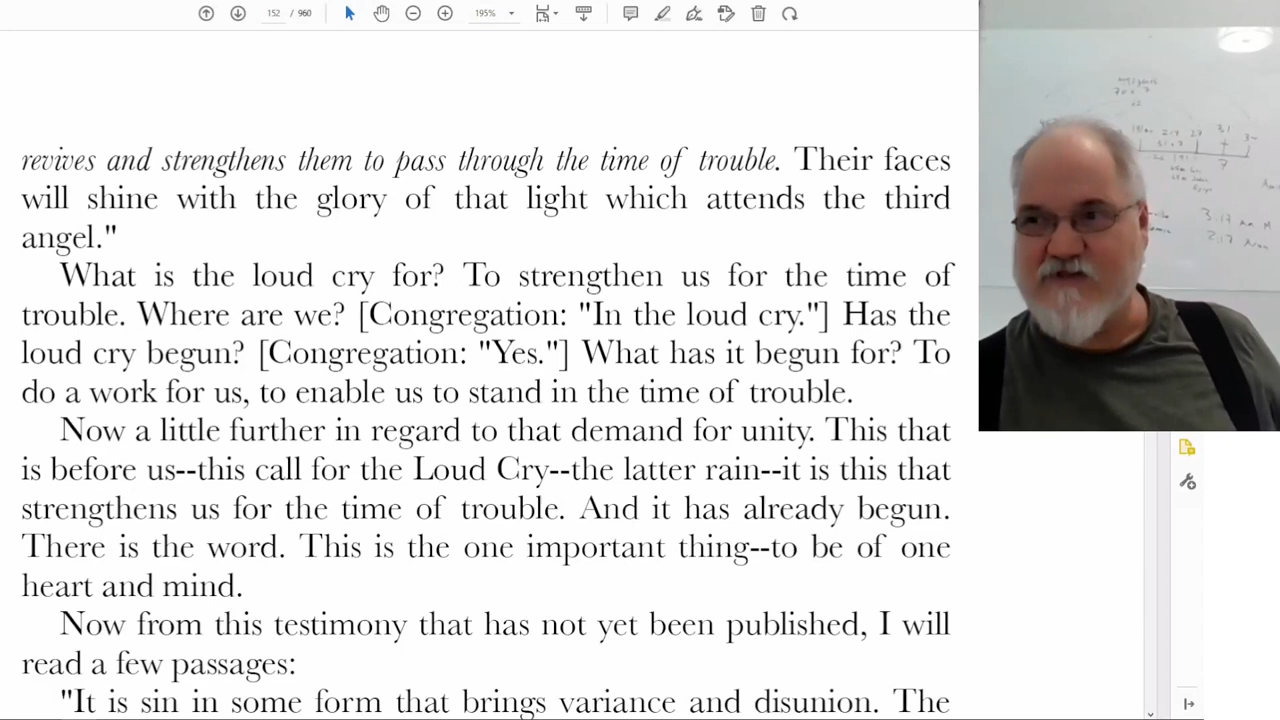 152 / 960
195%
revives and strengthens them to pass through the time of trouble. Their faces
will shine with the glory of that light which attends the third
angel."
What is the loud cry for? To strengthen us for the time of
trouble. Where are we? [Congregation: "In the loud cry."] Has the
loud cry begun? [Congregation: "Yes."] What has it begun for? To
do a work for us, to enable us to stand in the time of trouble.
Now a little further in regard to that demand for unity. This that
is before us--this call for the Loud Cry--the latter rain--it is this that
strengthens us for the time of trouble. And it has already begun.
There is the word. This is the one important thing--to be of one
heart and mind.
Now from this testimony that has not yet been published, I will
read a few passages:
"It is sin in some form that brings variance and disunion. The